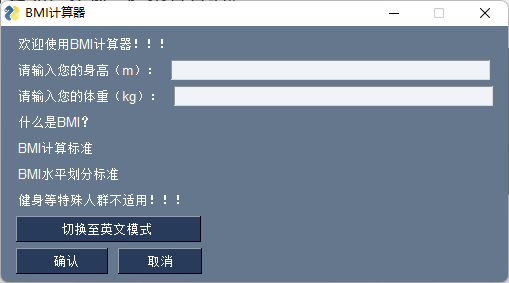 BMI计算器
欢迎使用BMI计算器！！！
请输入您的身高（m）：
请输入您的体重（kg）：
什么是BMI?
BMI计算标准
BMI水平划分标准
健身等特殊人群不适用！！！
切换至英文模式
确认 取消